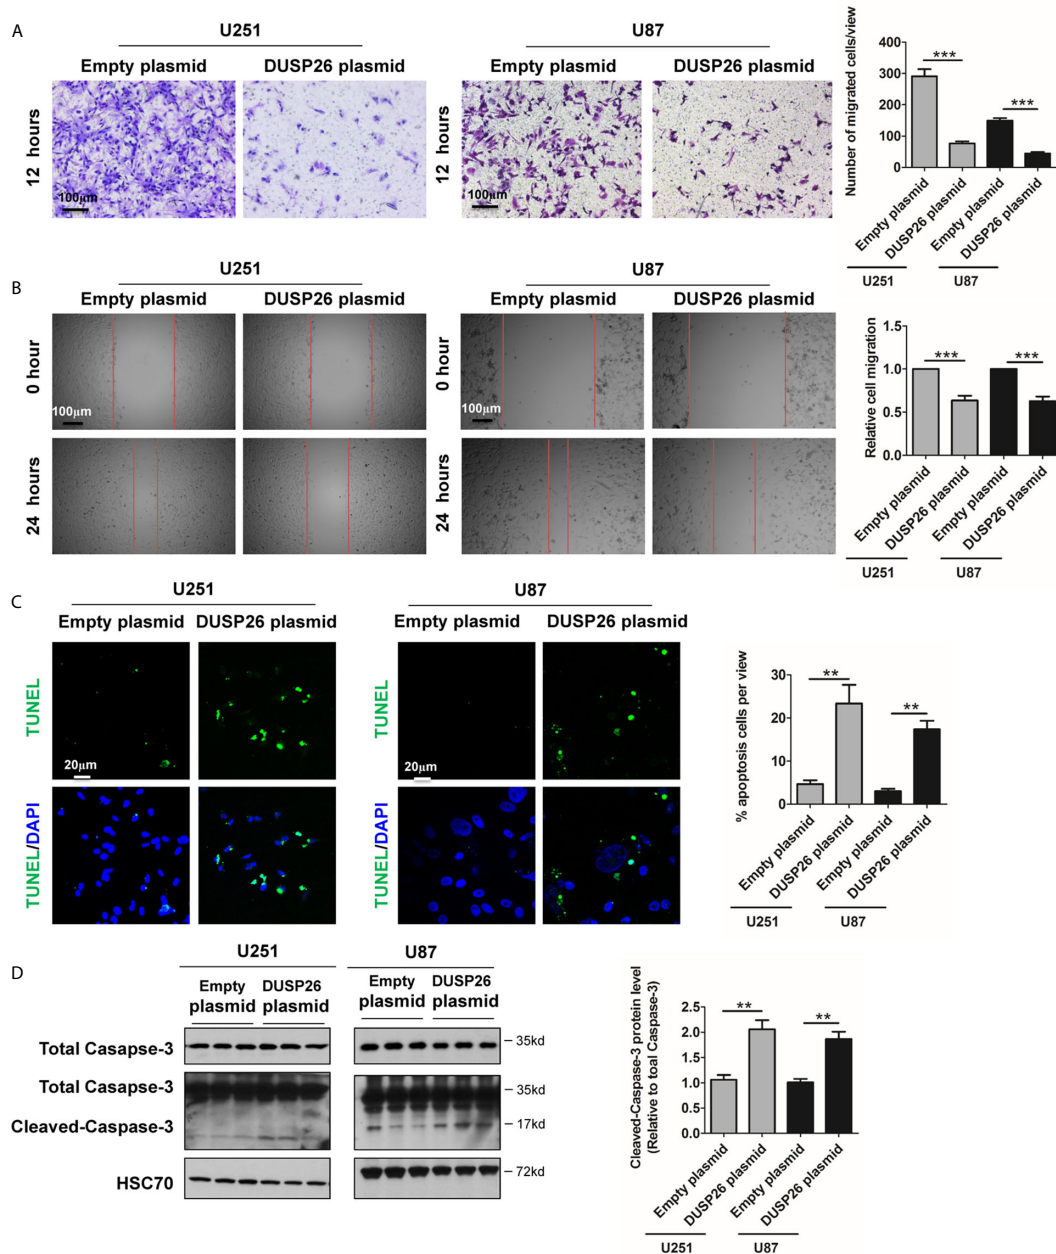 A
U251
U87
Empty plasmid
DUSP26 plasmid
Empty plasmid
DUSP26 plasmid
12 hours
100μm
12 hours
100μm
Number of migrated cells/view
400
300
200
100
0
***
***
Empty plasmid
DUSP26 plasmid
Empty plasmid
DUSP26 plasmid
U251
U87
B
U251
U87
Empty plasmid
DUSP26 plasmid
Empty plasmid
DUSP26 plasmid
0 hour
100μm
0 hour
100μm
24 hours
24 hours
Relative cell migration
1.5
1.0
0.5
0.0
***
***
Empty plasmid
DUSP26 plasmid
Empty plasmid
DUSP26 plasmid
U251
U87
C
U251
U87
Empty plasmid
DUSP26 plasmid
Empty plasmid
DUSP26 plasmid
TUNEL
20μm
TUNEL
20μm
TUNEL/DAPI
TUNEL/DAPI
% apoptosis cells per view
30
20
10
0
**
**
Empty plasmid
DUSP26 plasmid
Empty plasmid
DUSP26 plasmid
U251
U87
D
U251
U87
Empty plasmid
DUSP26 plasmid
Empty plasmid
DUSP26 plasmid
Total Casapse-3
35kd
Total Casapse-3
35kd
Cleaved-Caspase-3
17kd
HSC70
72kd
Cleaved-Caspase-3 protein level
(Relative to toal Caspase-3)
2.5
2.0
1.5
1.0
0.5
0.0
**
**
Empty plasmid
DUSP26 plasmid
Empty plasmid
DUSP26 plasmid
U251
U87